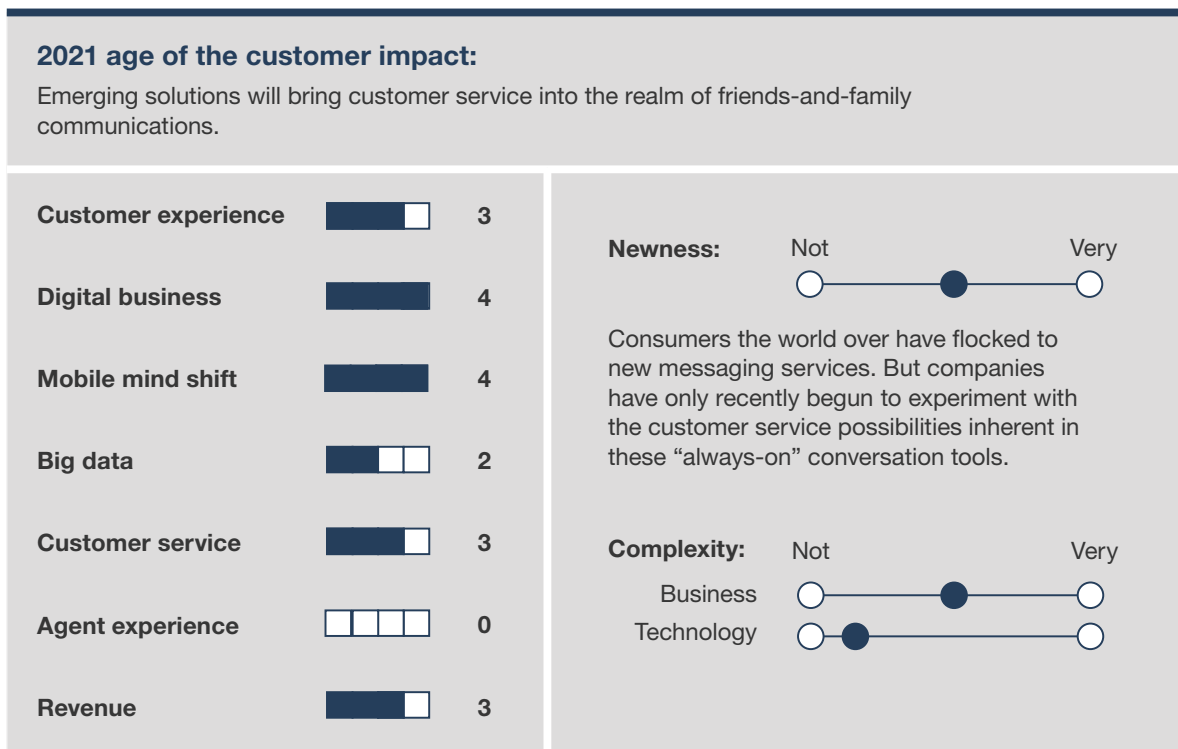 2021 age of the customer impact:
Emerging solutions will bring customer service into the realm of friends-and-family
communications.
Customer experience 3
Digital business 4
Mobile mind shift 4
Big data 2
Customer service 3
Agent experience 0
Revenue 3
Newness: Not Very
Consumers the world over have flocked to
new messaging services. But companies
have only recently begun to experiment with
the customer service possibilities inherent in
these “always-on” conversation tools.
Complexity: Not Very
Business
Technology